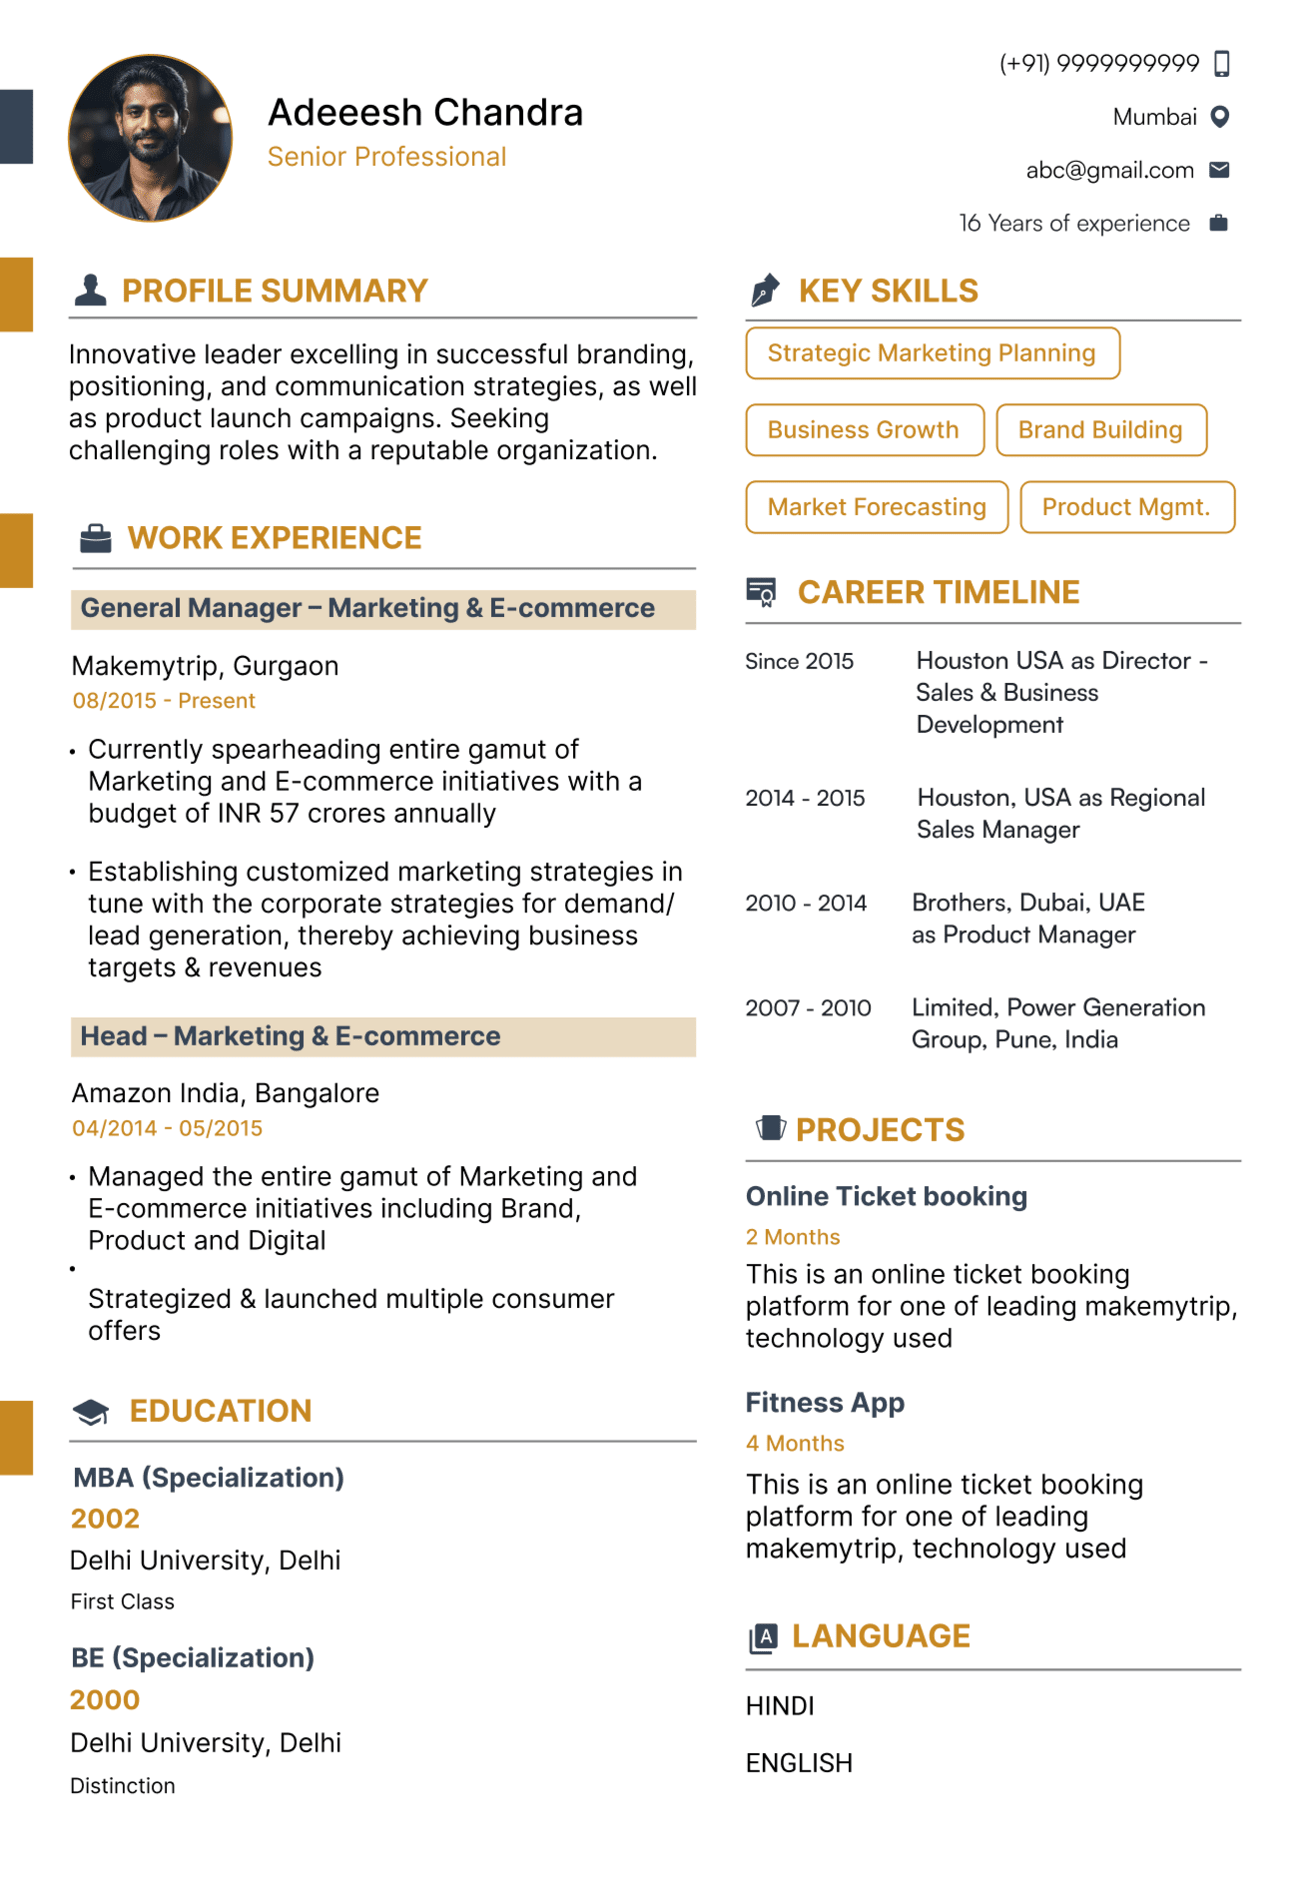 Adeeesh Chandra
Senior Professional
(+91) 9999999999
Mumbai
abc@gmail.com
16 Years of experience
PROFILE SUMMARY
Innovative leader excelling in successful branding,
positioning, and communication strategies, as well
as product launch campaigns. Seeking
challenging roles with a reputable organization.
WORK EXPERIENCE
General Manager – Marketing & E-commerce
Makemytrip, Gurgaon
08/2015 - Present
• Currently spearheading entire gamut of
Marketing and E-commerce initiatives with a
budget of INR 57 crores annually
• Establishing customized marketing strategies in
tune with the corporate strategies for demand/
lead generation, thereby achieving business
targets & revenues
Head – Marketing & E-commerce
Amazon India, Bangalore
04/2014 - 05/2015
• Managed the entire gamut of Marketing and
E-commerce initiatives including Brand,
Product and Digital
•
Strategized & launched multiple consumer
offers
EDUCATION
MBA (Specialization)
2002
Delhi University, Delhi
First Class
BE (Specialization)
2000
Delhi University, Delhi
Distinction
KEY SKILLS
Strategic Marketing Planning
Business Growth Brand Building
Market Forecasting Product Mgmt.
CAREER TIMELINE
Since 2015 Houston USA as Director -
Sales & Business
Development
2014 - 2015 Houston, USA as Regional
Sales Manager
2010 - 2014 Brothers, Dubai, UAE
as Product Manager
2007 - 2010 Limited, Power Generation
Group, Pune, India
PROJECTS
Online Ticket booking
2 Months
This is an online ticket booking
platform for one of leading makemytrip,
technology used
Fitness App
4 Months
This is an online ticket booking
platform for one of leading
makemytrip, technology used
A LANGUAGE
HINDI
ENGLISH